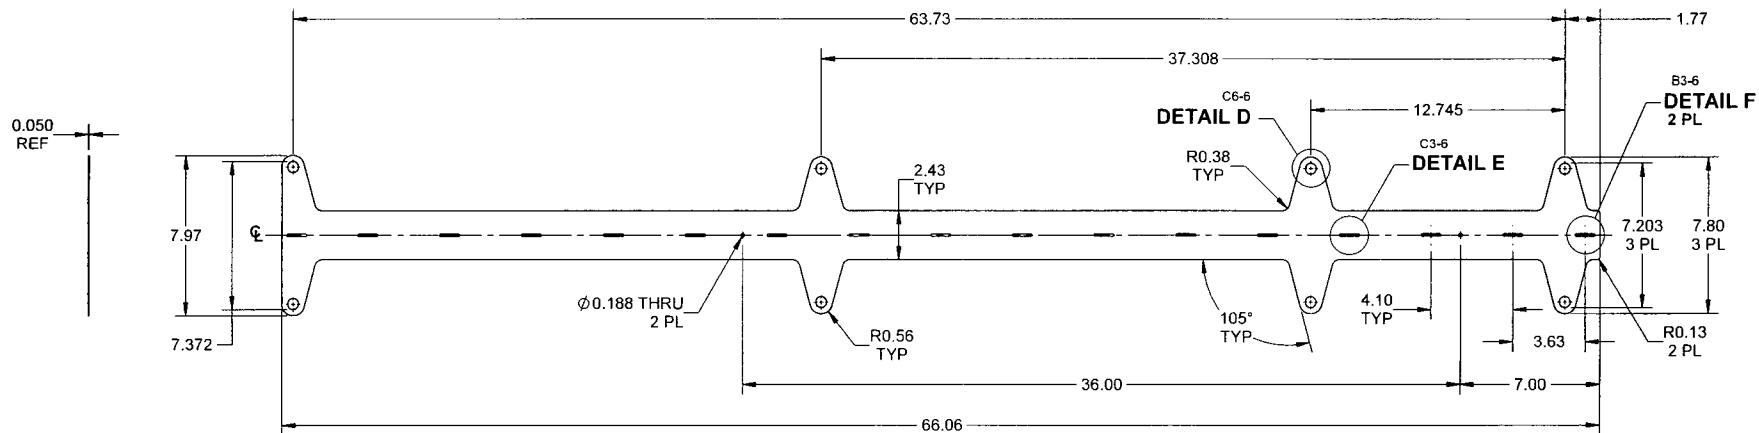 63.73
1.77
37.308
C6-6
DETAIL D
12.745
B3-6
DETAIL F
2 PL
0.050
REF
R0.38
TYP
C3-6
DETAIL E
2.43
TYP
7.97
℄
7.203
3 PL
7.80
3 PL
Ø0.188 THRU
2 PL
4.10
TYP
105°
TYP
7.372
R0.56
TYP
3.63
R0.13
2 PL
36.00
7.00
66.06